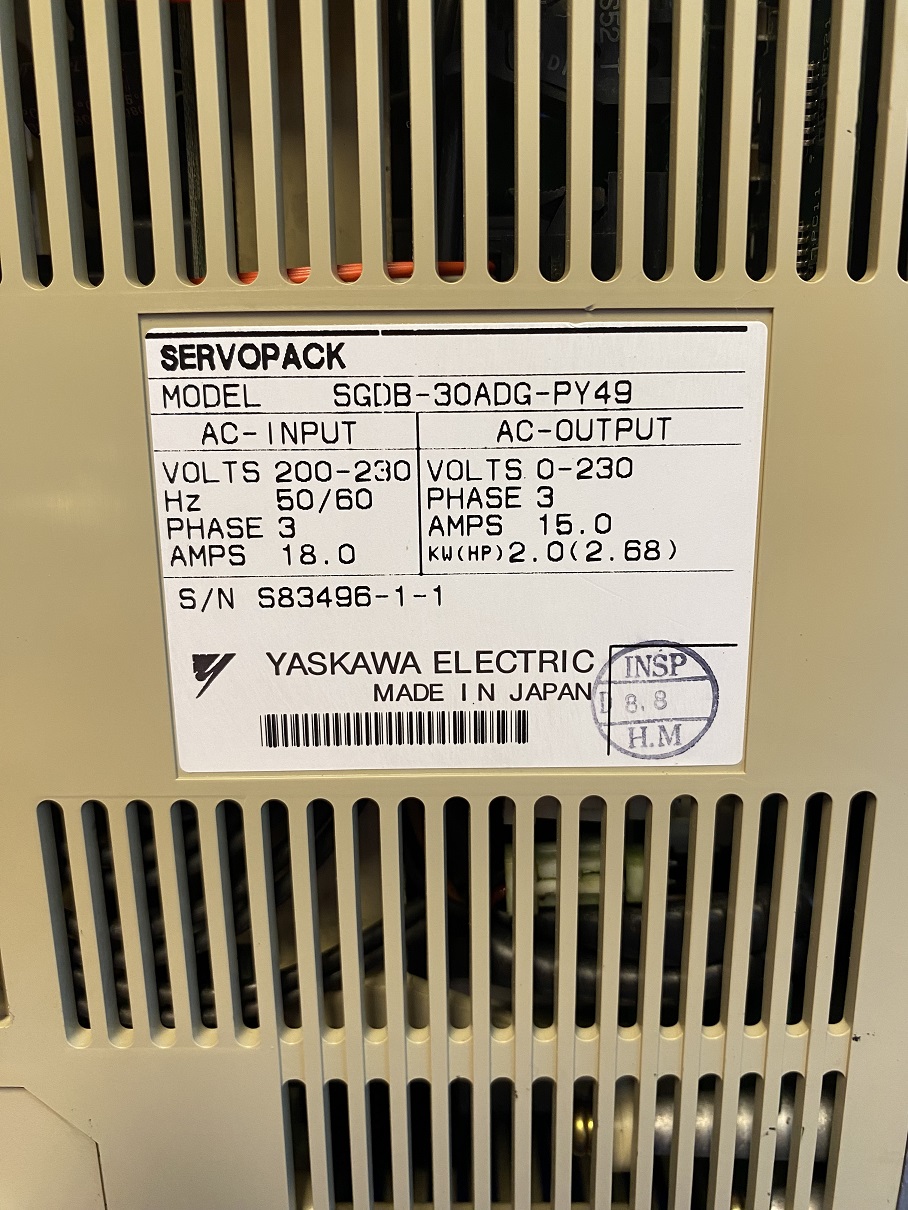 SERVOPACK
MODEL SGDB-30ADG-PY49
AC-INPUT
VOLTS 200-230
Hz 50/60
PHASE 3
AMPS 18.0
AC-OUTPUT
VOLTS 0-230
PHASE 3
AMPS 15.0
KW(HP) 2.0(2.68)
S/N S83496-1-1
YASKAWA ELECTRIC
MADE IN JAPAN
INSP
D 8.8
H.M